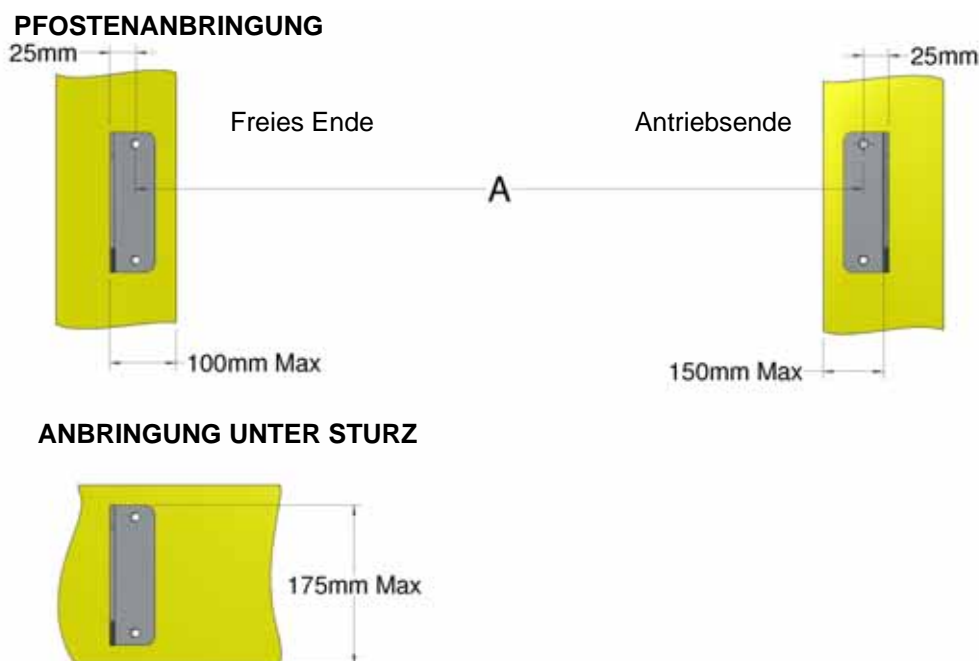 PFOSTENANBRINGUNG
25mm
25mm
Freies Ende
Antriebsende
A
100mm Max
150mm Max
ANBRINGUNG UNTER STURZ
175mm Max